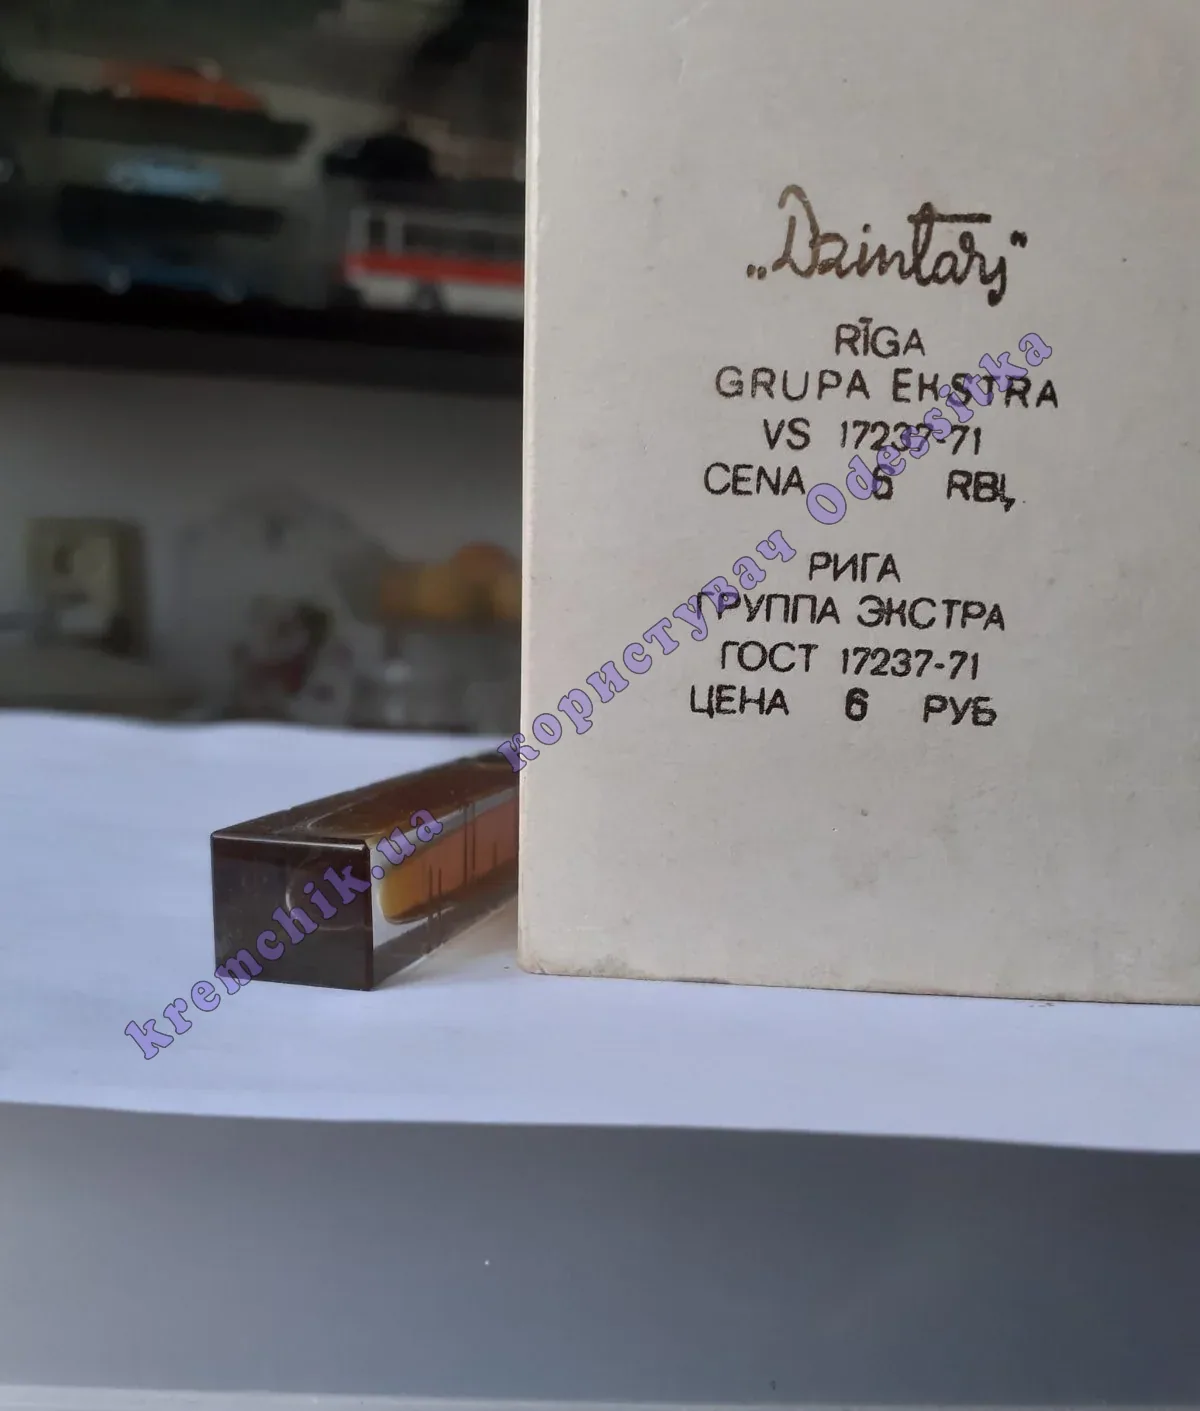 „Dzintars"
RĪGA
GRUPA EKSTRA
VS 17237-71
CENA 6 RBĻ.
РИГА
ГРУППА ЭКСТРА
ГОСТ 17237-71
ЦЕНА 6 РУБ
kremchik.ua користувач Odessitka